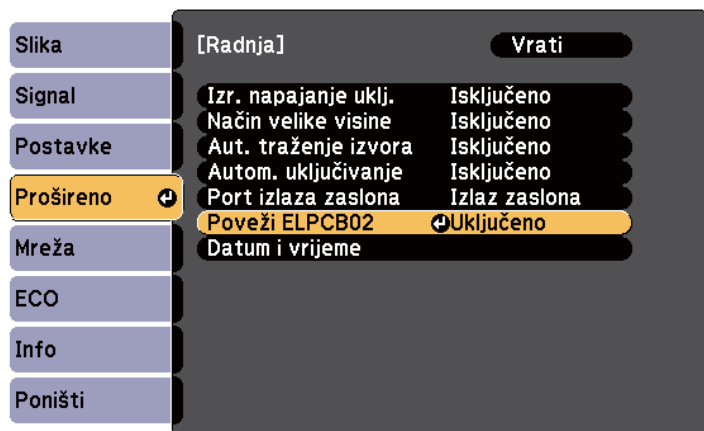 Slika
Signal
Postavke
Prošireno
Mreža
ECO
Info
Poništi
[Radnja] Vrati
Izr. napajanje uklj. Isključeno
Način velike visine Isključeno
Aut. traženje izvora Isključeno
Autom. uključivanje Isključeno
Port izlaza zaslona Izlaz zaslona
Poveži ELPCB02 Uključeno
Datum i vrijeme